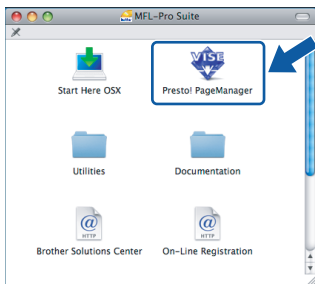 MFL-Pro Suite
VISE
Start Here OSX
Presto! PageManager
Utilities
Documentation
@
HTTP
@
HTTP
Brother Solutions Center
On-Line Registration